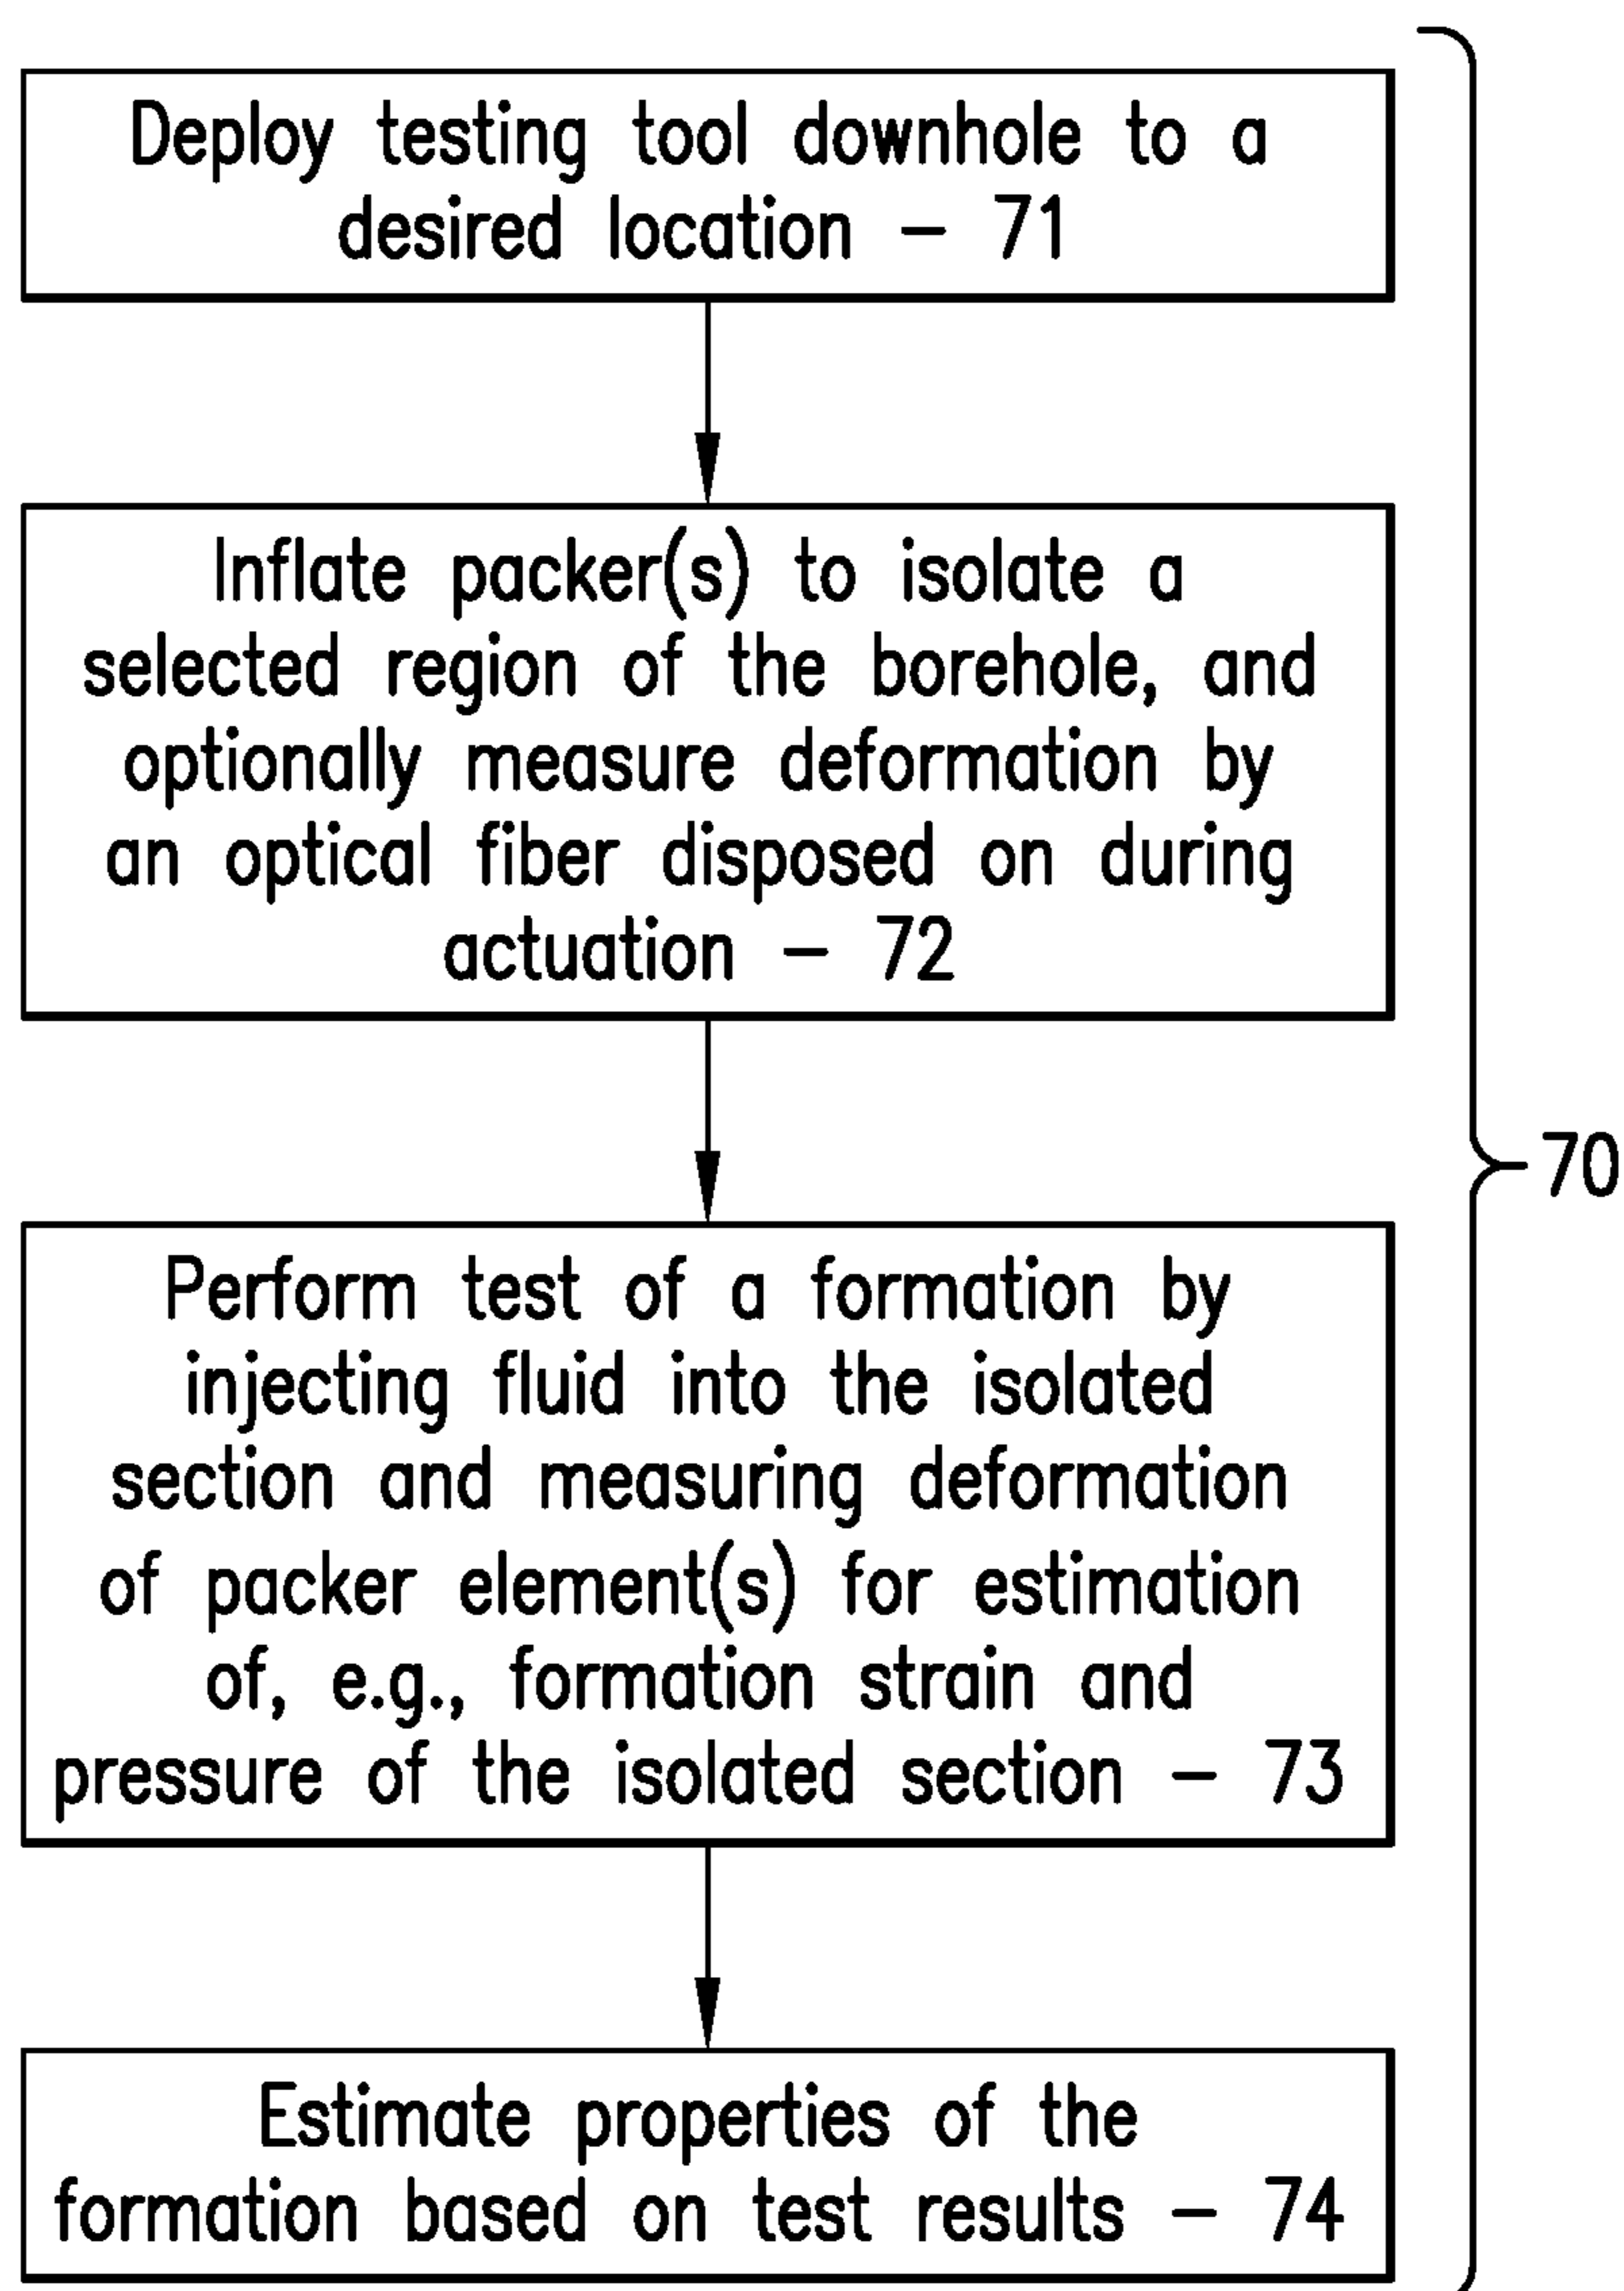 Deploy testing tool downhole to a
desired location – 71
Inflate packer(s) to isolate a
selected region of the borehole, and
optionally measure deformation by
an optical fiber disposed on during
actuation – 72
70
Perform test of a formation by
injecting fluid into the isolated
section and measuring deformation
of packer element(s) for estimation
of, e.g., formation strain and
pressure of the isolated section – 73
Estimate properties of the
formation based on test results – 74